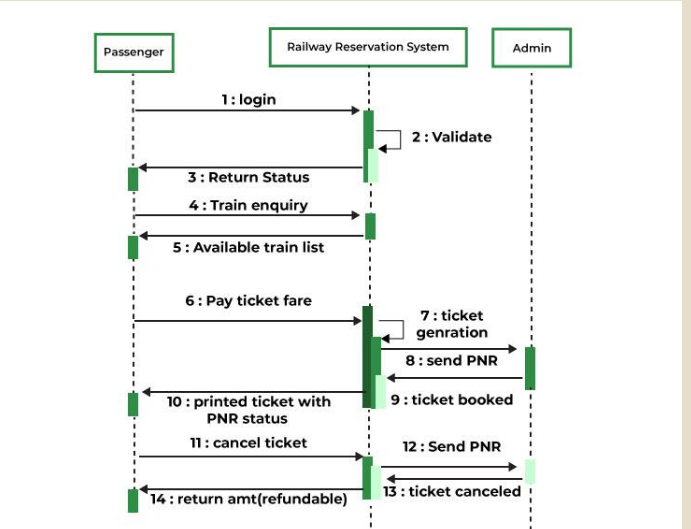 Passenger
Railway Reservation System
Admin
1 : login
2 : Validate
3 : Return Status
4 : Train enquiry
5 : Available train list
6 : Pay ticket fare
7 : ticket
genration
8 : send PNR
9 : ticket booked
10 : printed ticket with
PNR status
11 : cancel ticket
12 : Send PNR
13 : ticket canceled
14 : return amt(refundable)